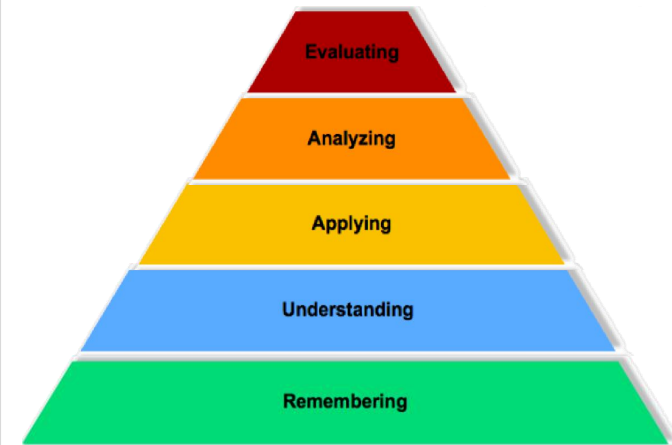 Evaluating
Analyzing
Applying
Understanding
Remembering